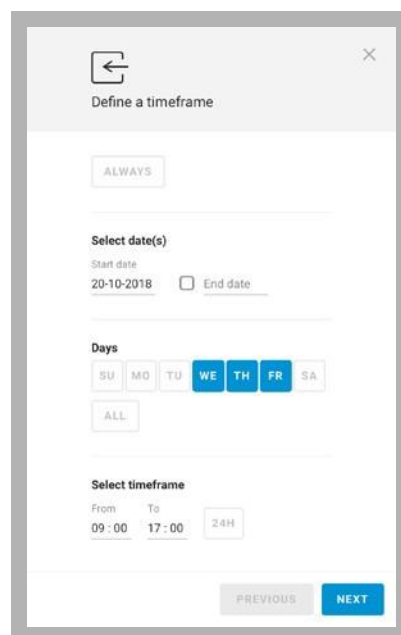 Define a timeframe
ALWAYS
Select date(s)
Start date
20-10-2018 End date
Days
SU MO TU WE TH FR SA
ALL
Select timeframe
From To
09 : 00 17 : 00 24H
PREVIOUS NEXT